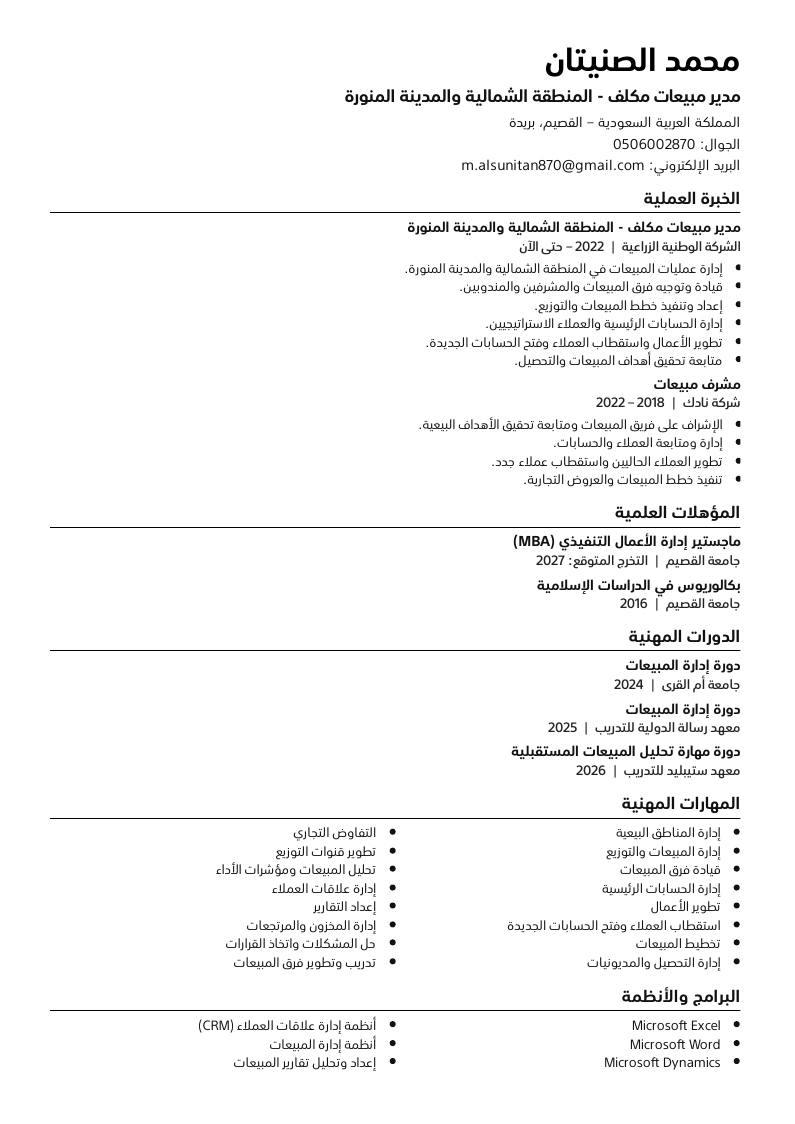 محمد الصنيتان
مدير مبيعات مكلف - المنطقة الشمالية والمدينة المنورة
المملكة العربية السعودية – القصيم، بريدة
الجوال: 0506002870
البريد الإلكتروني: m.alsunitan870@gmail.com
الخبرة العملية
مدير مبيعات مكلف - المنطقة الشمالية والمدينة المنورة
الشركة الوطنية الزراعية | 2022 – حتى الآن
• إدارة عمليات المبيعات في المنطقة الشمالية والمدينة المنورة.
• قيادة وتوجيه فرق المبيعات والمشرفين والمندوبين.
• إعداد وتنفيذ خطط المبيعات والتوزيع.
• إدارة الحسابات الرئيسية والعملاء الاستراتيجيين.
• تطوير الأعمال واستقطاب العملاء وفتح الحسابات الجديدة.
• متابعة تحقيق أهداف المبيعات والتحصيل.
مشرف مبيعات
شركة نادك | 2018 – 2022
• الإشراف على فريق المبيعات ومتابعة تحقيق الأهداف البيعية.
• إدارة ومتابعة العملاء والحسابات.
• تطوير العملاء الحاليين واستقطاب عملاء جدد.
• تنفيذ خطط المبيعات والعروض التجارية.
المؤهلات العلمية
ماجستير إدارة الأعمال التنفيذي (MBA)
جامعة القصيم | التخرج المتوقع: 2027
بكالوريوس في الدراسات الإسلامية
جامعة القصيم | 2016
الدورات المهنية
دورة إدارة المبيعات
جامعة أم القرى | 2024
دورة إدارة المبيعات
معهد رسالة الدولية للتدريب | 2025
دورة مهارة تحليل المبيعات المستقبلية
معهد ستيبليد للتدريب | 2026
المهارات المهنية
• إدارة المناطق البيعية
• إدارة المبيعات والتوزيع
• قيادة فرق المبيعات
• إدارة الحسابات الرئيسية
• تطوير الأعمال
• استقطاب العملاء وفتح الحسابات الجديدة
• تخطيط المبيعات
• إدارة التحصيل والمديونيات
• التفاوض التجاري
• تطوير قنوات التوزيع
• تحليل المبيعات ومؤشرات الأداء
• إدارة علاقات العملاء
• إعداد التقارير
• إدارة المخزون والمرتجعات
• حل المشكلات واتخاذ القرارات
• تدريب وتطوير فرق المبيعات
البرامج والأنظمة
• Microsoft Excel
• Microsoft Word
• Microsoft Dynamics
• أنظمة إدارة علاقات العملاء (CRM)
• أنظمة إدارة المبيعات
• إعداد وتحليل تقارير المبيعات